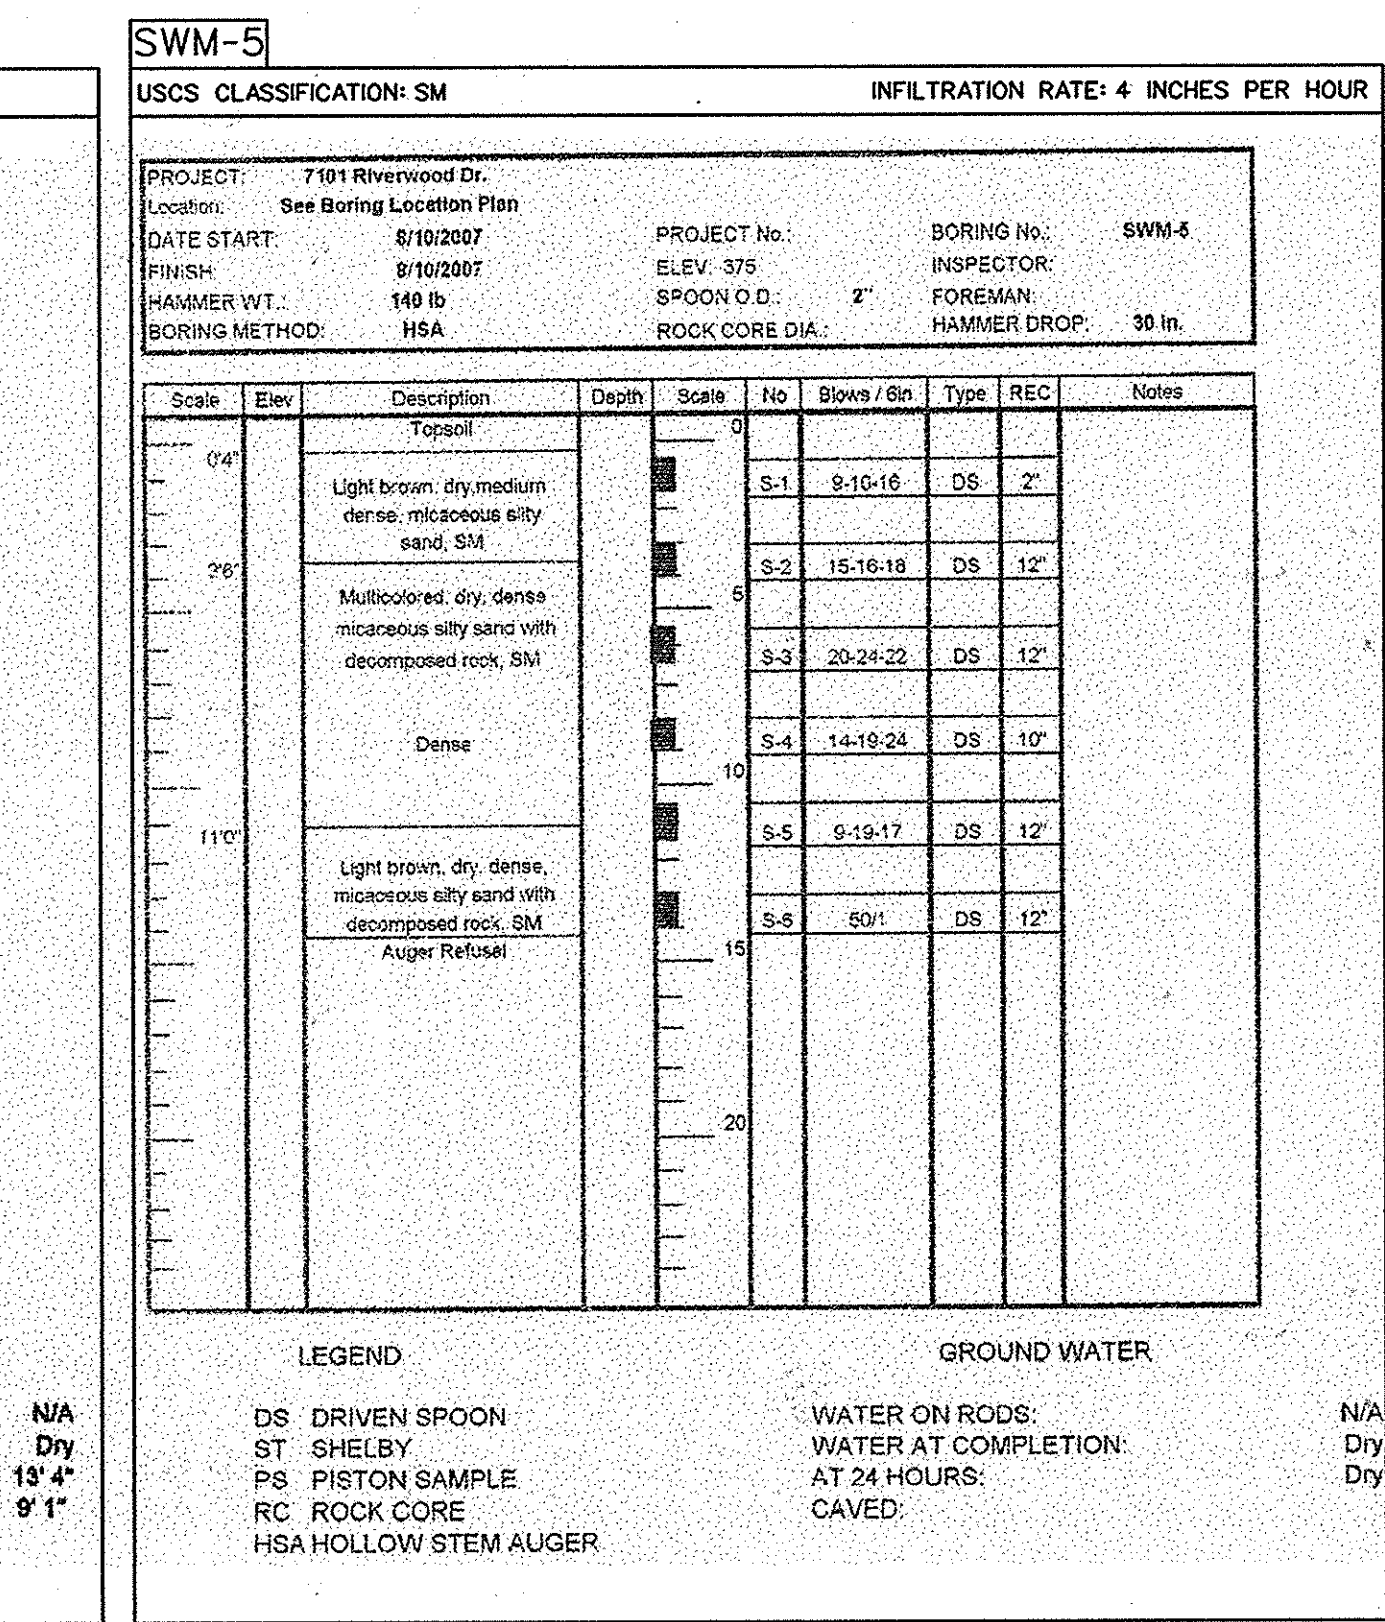 SWM-5
USCS CLASSIFICATION: SM INFILTRATION RATE: 4 INCHES PER HOUR
PROJECT: 7101 Riverwood Dr.
Location: See Boring Location Plan
DATE START: 8/10/2007 PROJECT No.: BORING No.: SWM-5
FINISH: 8/10/2007 ELEV: 375 INSPECTOR:
HAMMER WT.: 140 lb SPOON O.D.: 2" FOREMAN:
BORING METHOD: HSA ROCK CORE DIA.: HAMMER DROP: 30 in.
Scale Elev Description Depth Scale No Blows / 6in Type REC Notes
Topsoil 0
0'4"
Light brown, dry, medium S-1 9-10-16 DS 2"
dense, micaceous silty
sand, SM
S-2 15-16-18 DS 12"
Multicolored, dry, dense 5
micaceous silty sand with
decomposed rock, SM S-3 20-24-22 DS 12"
Dense S-4 14-19-24 DS 10"
10
11'0" S-5 9-19-17 DS 12"
Light brown, dry, dense,
micaceous silty sand with
decomposed rock, SM S-6 50/1 DS 12"
Auger Refusal 15
20
LEGEND GROUND WATER
N/A DS DRIVEN SPOON WATER ON RODS: N/A
Dry ST SHELBY WATER AT COMPLETION: Dry
13' 4" PS PISTON SAMPLE AT 24 HOURS: Dry
9' 1" RC ROCK CORE CAVED:
HSA HOLLOW STEM AUGER